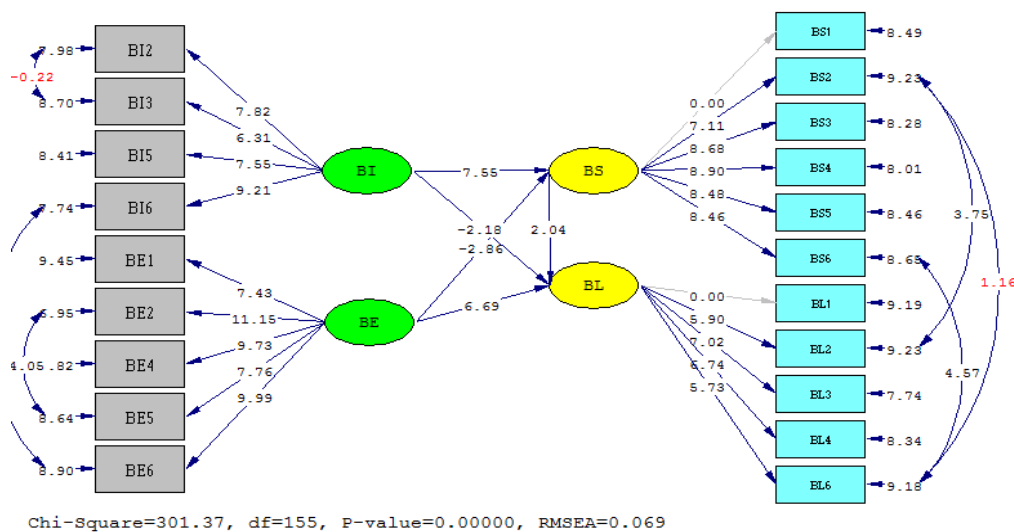 BS1
8.49
7.98
BI2
BS2
9.23
-0.22
8.70
BI3
7.82
0.00
7.11
BS3
8.28
6.31
8.68
8.41
BI5
7.55
BI
7.55
BS
8.90
BS4
8.01
9.21
8.48
7.74
BI6
8.46
BS5
8.46
3.75
-2.18
2.04
-2.86
9.45
BE1
BS6
8.65
7.43
BL
1.16
BE2
11.15
BE
6.69
0.00
BL1
9.19
5.90
9.73
7.02
BL2
9.23
4.05.82
BE4
7.76
6.74
4.57
9.99
5.73
BL3
7.74
8.64
BE5
BL4
8.34
8.90
BE6
BL6
9.18
Chi-Square=301.37, df=155, P-value=0.00000, RMSEA=0.069